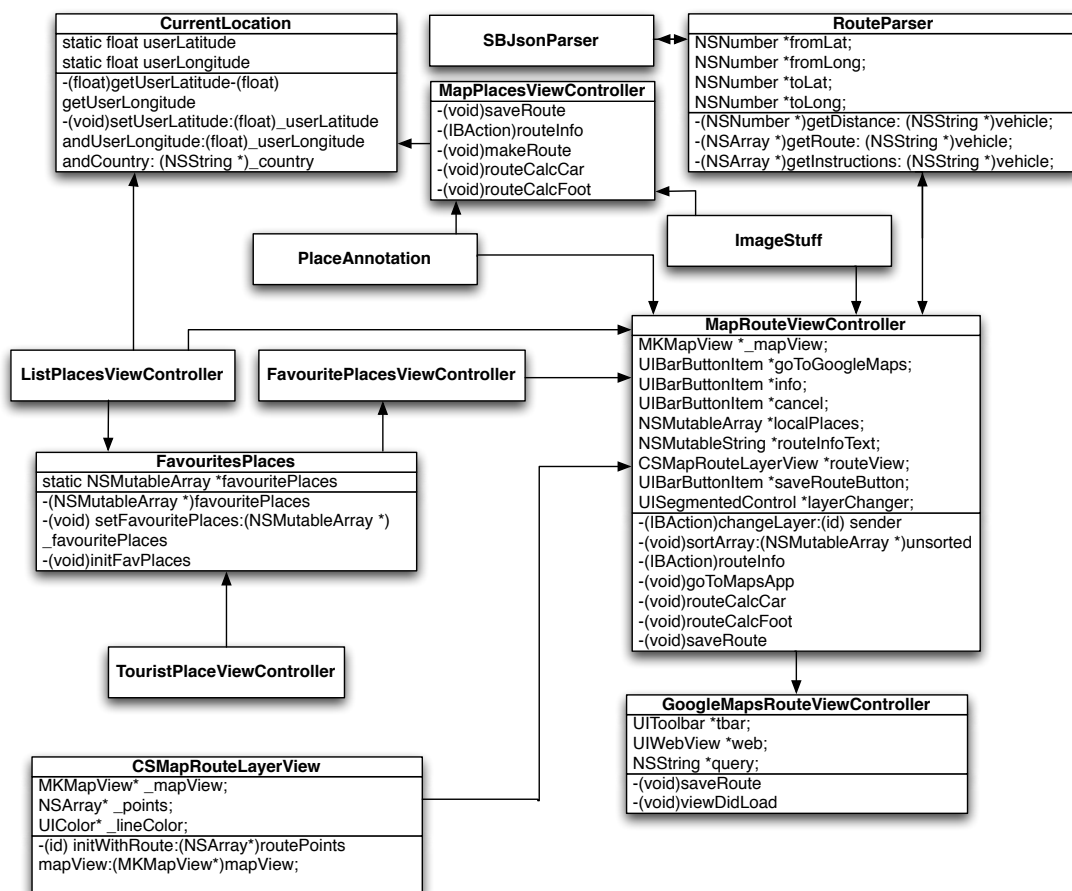 CurrentLocation
static float userLatitude
static float userLongitude
-(float)getUserLatitude-(float)
getUserLongitude
-(void)setUserLatitude:(float)_userLatitude
andUserLongitude:(float)_userLongitude
andCountry: (NSString *)_country
SBJsonParser
RouteParser
NSNumber *fromLat;
NSNumber *fromLong;
NSNumber *toLat;
NSNumber *toLong;
-(NSNumber *)getDistance: (NSString *)vehicle;
-(NSArray *)getRoute: (NSString *)vehicle;
-(NSArray *)getInstructions: (NSString *)vehicle;
MapPlacesViewController
-(void)saveRoute
-(IBAction)routeInfo
-(void)makeRoute
-(void)routeCalcCar
-(void)routeCalcFoot
PlaceAnnotation
ImageStuff
ListPlacesViewController
FavouritePlacesViewController
MapRouteViewController
MKMapView *_mapView;
UIBarButtonItem *goToGoogleMaps;
UIBarButtonItem *info;
UIBarButtonItem *cancel;
NSMutableArray *localPlaces;
NSMutableString *routeInfoText;
CSMapRouteLayerView *routeView;
UIBarButtonItem *saveRouteButton;
UISegmentedControl *layerChanger;
-(IBAction)changeLayer:(id) sender
-(void)sortArray:(NSMutableArray *)unsorted
-(IBAction)routeInfo
-(void)goToMapsApp
-(void)routeCalcCar
-(void)routeCalcFoot
-(void)saveRoute
FavouritesPlaces
static NSMutableArray *favouritePlaces
-(NSMutableArray *)favouritePlaces
-(void) setFavouritePlaces:(NSMutableArray *)
_favouritePlaces
-(void)initFavPlaces
TouristPlaceViewController
GoogleMapsRouteViewController
UIToolbar *tbar;
UIWebView *web;
NSString *query;
-(void)saveRoute
-(void)viewDidLoad
CSMapRouteLayerView
MKMapView* _mapView;
NSArray* _points;
UIColor* _lineColor;
-(id) initWithRoute:(NSArray*)routePoints
mapView:(MKMapView*)mapView;